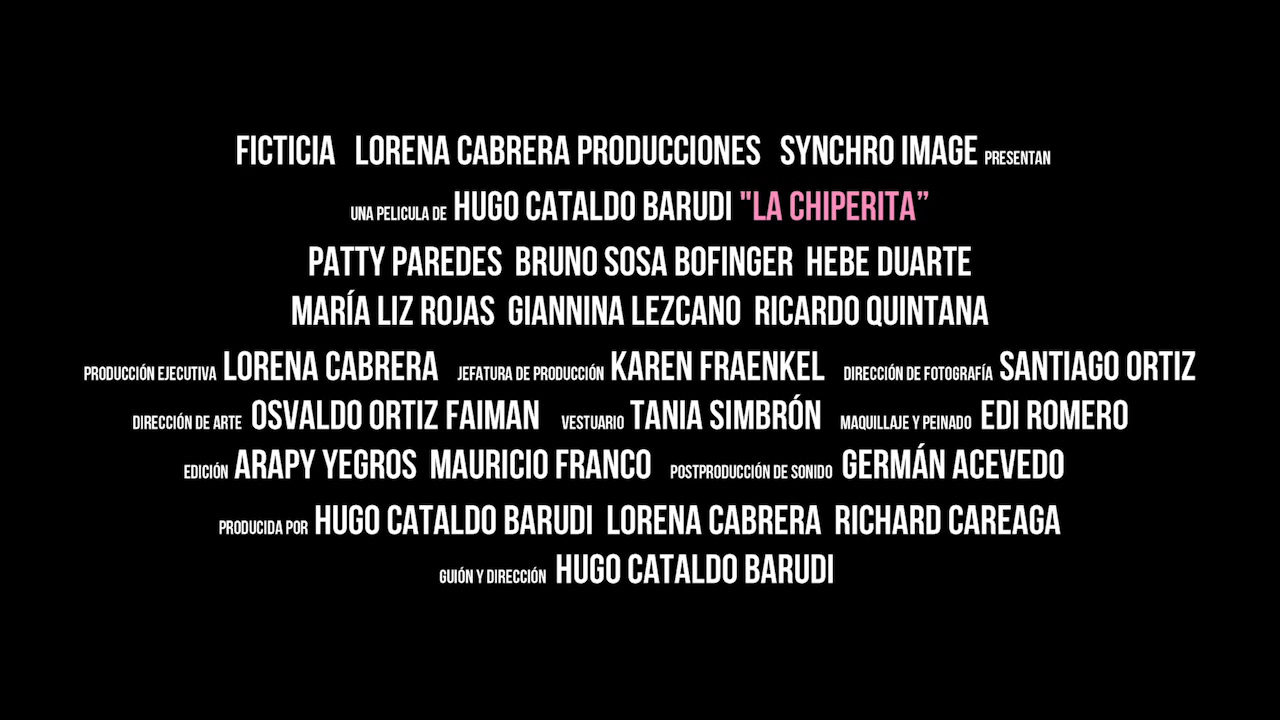 FICTICIA LORENA CABRERA PRODUCCIONES SYNCHRO IMAGE PRESENTAN
UNA PELICULA DE HUGO CATALDO BARUDI "LA CHIPERITA”
PATTY PAREDES BRUNO SOSA BOFINGER HEBE DUARTE
MARÍA LIZ ROJAS GIANNINA LEZCANO RICARDO QUINTANA
PRODUCCIÓN EJECUTIVA LORENA CABRERA JEFATURA DE PRODUCCIÓN KAREN FRAENKEL DIRECCIÓN DE FOTOGRAFÍA SANTIAGO ORTIZ
DIRECCIÓN DE ARTE OSVALDO ORTIZ FAIMAN VESTUARIO TANIA SIMBRÓN MAQUILLAJE Y PEINADO EDI ROMERO
EDICIÓN ARAPY YEGROS MAURICIO FRANCO POSTPRODUCCIÓN DE SONIDO GERMÁN ACEVEDO
PRODUCIDA POR HUGO CATALDO BARUDI LORENA CABRERA RICHARD CAREAGA
GUIÓN Y DIRECCIÓN HUGO CATALDO BARUDI